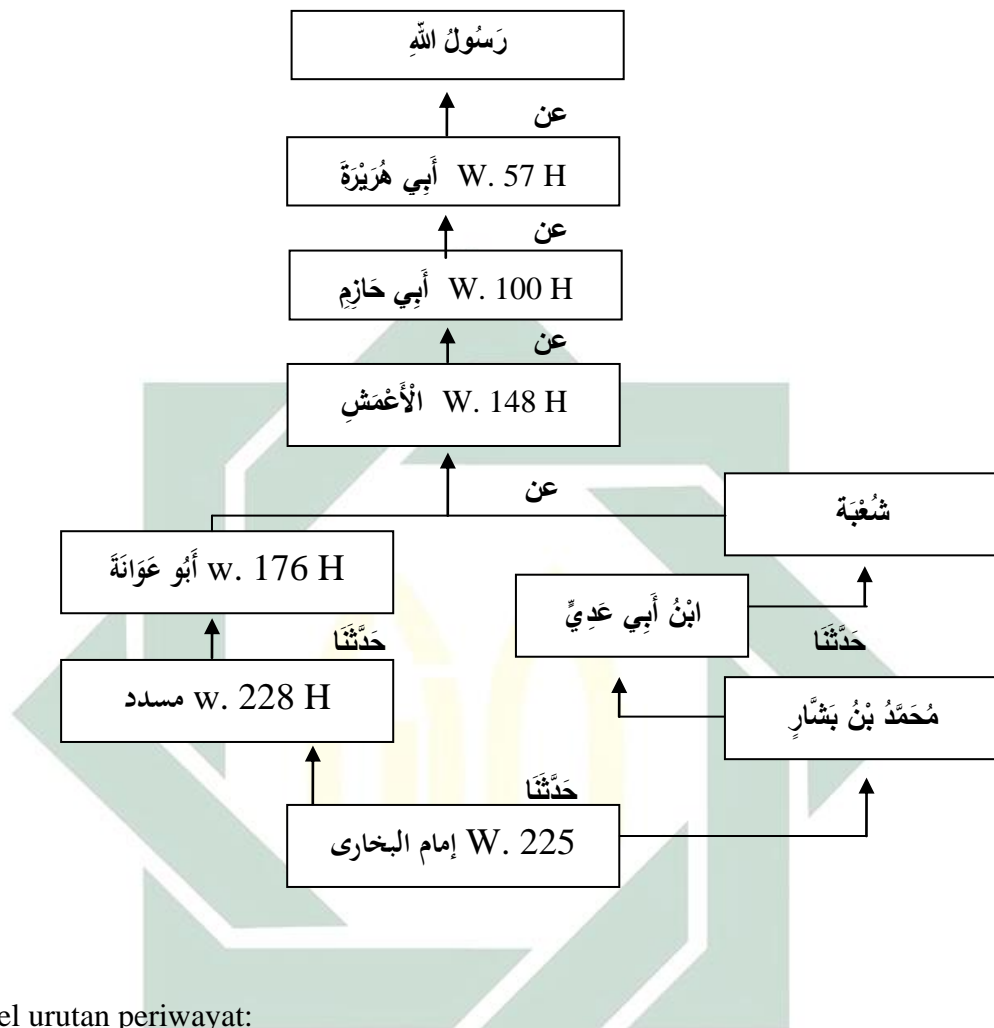 رَسُولُ اللّٰهِ
عن
أَبِي هُرَيْرَةَ W. 57 H
عن
أَبِي حَازِمٍ W. 100 H
عن
الْأَعْمَشِ W. 148 H
عن
شُعْبَة
أَبُو عَوَانَةَ w. 176 H
ابْنُ أَبِي عَدِيٍّ
حَدَّثَنَا
حَدَّثَنَا
مسدد w. 228 H
مُحَمَّدُ بْنُ بَشَّارٍ
حَدَّثَنَا
إمام البخارى W. 225
el urutan periwayat: